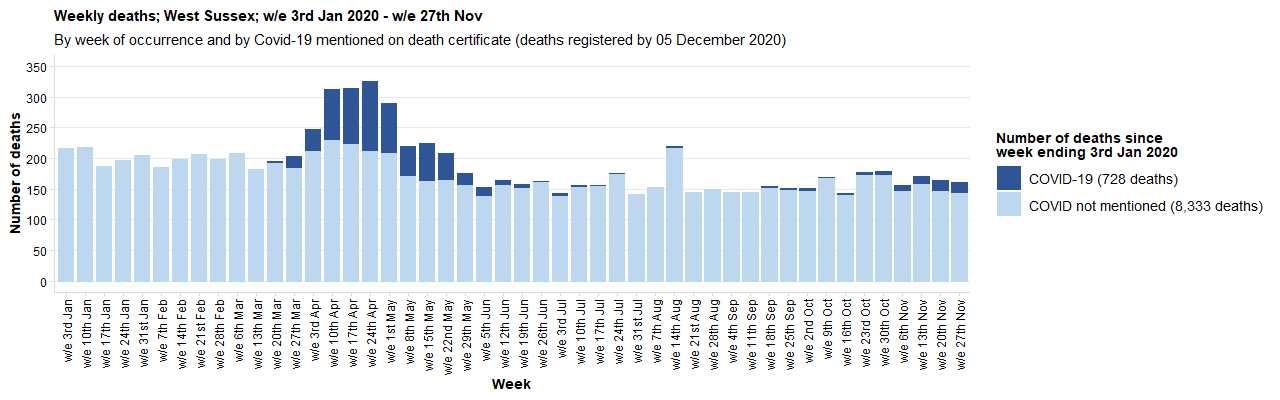 Weekly deaths; West Sussex; w/e 3rd Jan 2020 - w/e 27th Nov
By week of occurrence and by Covid-19 mentioned on death certificate (deaths registered by 05 December 2020)
Number of deaths
350
300
250
200
150
100
50
0
w/e 3rd Jan
w/e 10th Jan
w/e 17th Jan
w/e 24th Jan
w/e 31st Jan
w/e 7th Feb
w/e 14th Feb
w/e 21st Feb
w/e 28th Feb
w/e 6th Mar
w/e 13th Mar
w/e 20th Mar
w/e 27th Mar
w/e 3rd Apr
w/e 10th Apr
w/e 17th Apr
w/e 24th Apr
w/e 1st May
w/e 8th May
w/e 15th May
w/e 22nd May
w/e 29th May
w/e 5th Jun
w/e 12th Jun
w/e 19th Jun
w/e 26th Jun
w/e 3rd Jul
w/e 10th Jul
w/e 17th Jul
w/e 24th Jul
w/e 31st Jul
w/e 7th Aug
w/e 14th Aug
w/e 21st Aug
w/e 28th Aug
w/e 4th Sep
w/e 11th Sep
w/e 18th Sep
w/e 25th Sep
w/e 2nd Oct
w/e 9th Oct
w/e 16th Oct
w/e 23rd Oct
w/e 30th Oct
w/e 6th Nov
w/e 13th Nov
w/e 20th Nov
w/e 27th Nov
Week
Number of deaths since
week ending 3rd Jan 2020
COVID-19 (728 deaths)
COVID not mentioned (8,333 deaths)